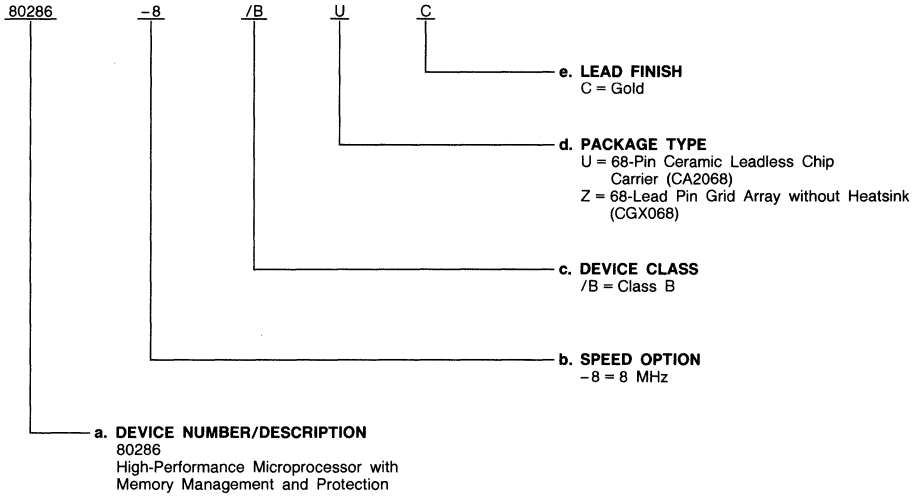 80286 -8 /B U C
e. LEAD FINISH
C = Gold
d. PACKAGE TYPE
U = 68-Pin Ceramic Leadless Chip
Carrier (CA2068)
Z = 68-Lead Pin Grid Array without Heatsink
(CGX068)
c. DEVICE CLASS
/B = Class B
b. SPEED OPTION
-8 = 8 MHz
a. DEVICE NUMBER/DESCRIPTION
80286
High-Performance Microprocessor with
Memory Management and Protection